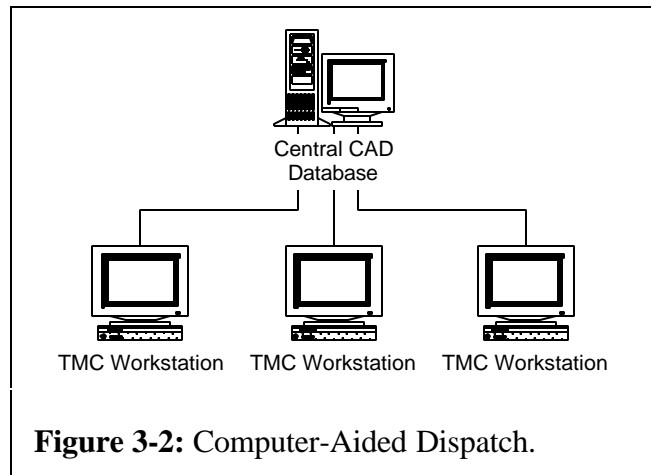 Central CAD
Database
TMC Workstation TMC Workstation TMC Workstation
Figure 3-2: Computer-Aided Dispatch.